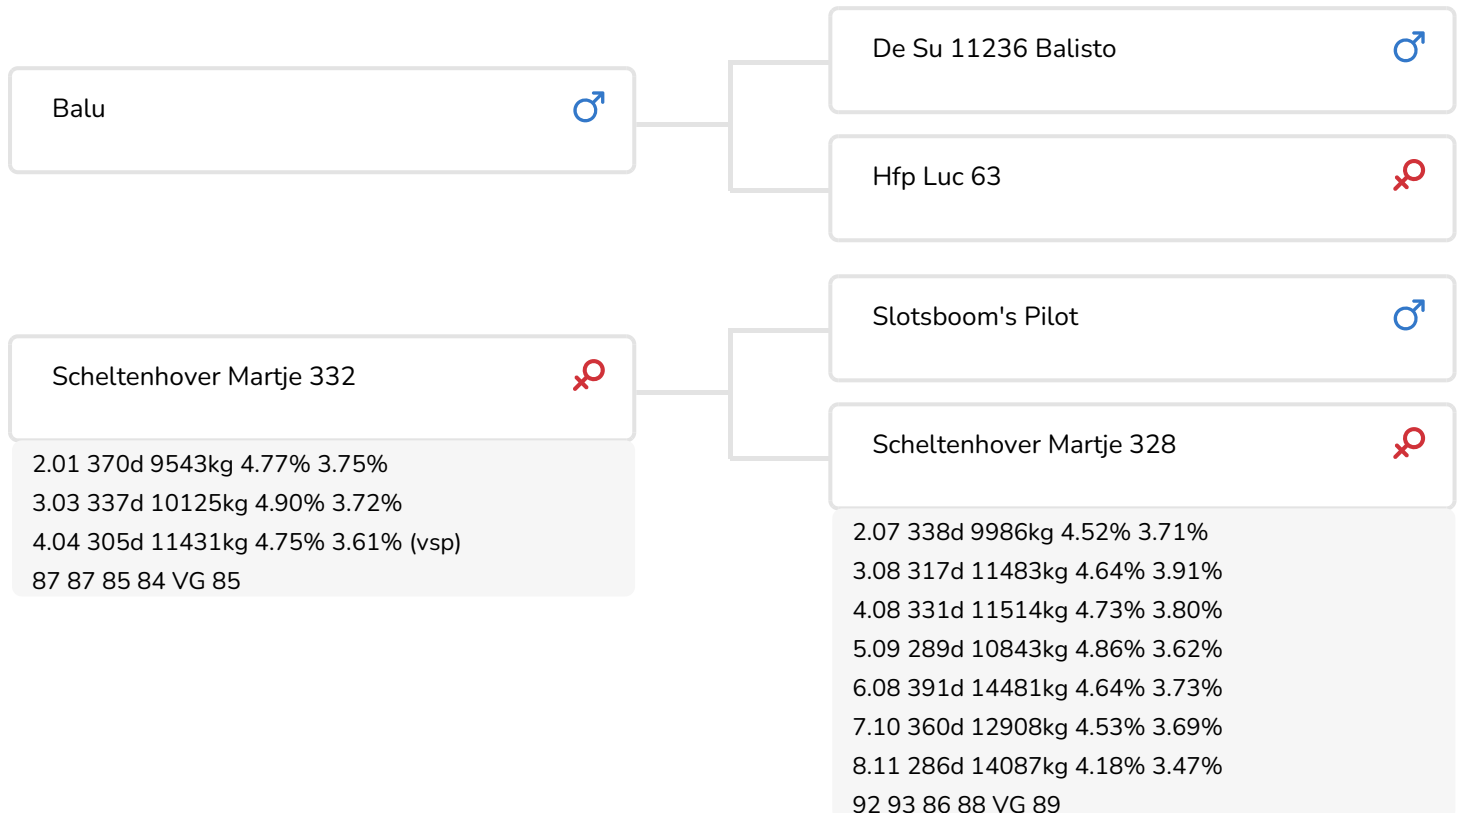 Balu
Scheltenhover Martje 332
2.01 370d 9543kg 4.77% 3.75%
3.03 337d 10125kg 4.90% 3.72%
4.04 305d 11431kg 4.75% 3.61% (vsp)
87 87 85 84 VG 85
De Su 11236 Balisto
Hfp Luc 63
Slotsboom's Pilot
Scheltenhover Martje 328
2.07 338d 9986kg 4.52% 3.71%
3.08 317d 11483kg 4.64% 3.91%
4.08 331d 11514kg 4.73% 3.80%
5.09 289d 10843kg 4.86% 3.62%
6.08 391d 14481kg 4.64% 3.73%
7.10 360d 12908kg 4.53% 3.69%
8.11 286d 14087kg 4.18% 3.47%
92 93 86 88 VG 89